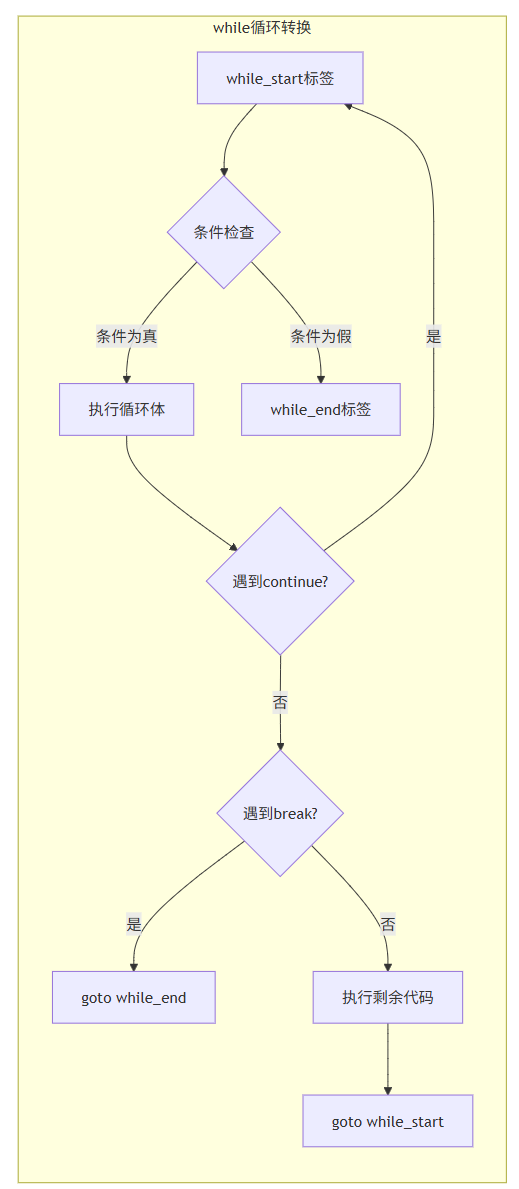 while循环转换
while_start标签
条件检查
条件为真
条件为假
是
执行循环体
while_end标签
遇到continue?
否
遇到break?
是
否
goto while_end
执行剩余代码
goto while_start